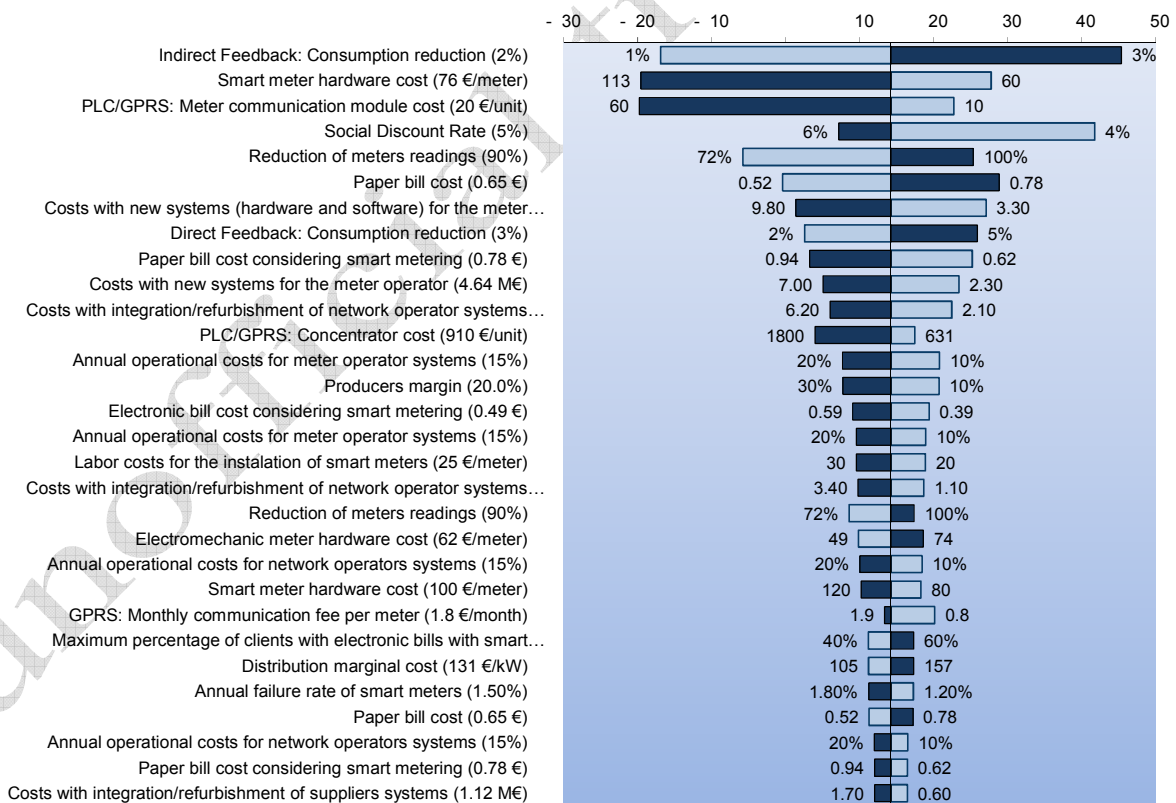 - 30 - 20 - 10 10 20 30 40 50
Indirect Feedback: Consumption reduction (2%) 1% 3%
Smart meter hardware cost (76 €/meter) 113 60
PLC/GPRS: Meter communication module cost (20 €/unit) 60 10
Social Discount Rate (5%) 6% 4%
Reduction of meters readings (90%) 72% 100%
Paper bill cost (0.65 €) 0.52 0.78
Costs with new systems (hardware and software) for the meter… 9.80 3.30
Direct Feedback: Consumption reduction (3%) 2% 5%
Paper bill cost considering smart metering (0.78 €) 0.94 0.62
Costs with new systems for the meter operator (4.64 M€) 7.00 2.30
Costs with integration/refurbishment of network operator systems… 6.20 2.10
PLC/GPRS: Concentrator cost (910 €/unit) 1800 631
Annual operational costs for meter operator systems (15%) 20% 10%
Producers margin (20.0%) 30% 10%
Electronic bill cost considering smart metering (0.49 €) 0.59 0.39
Annual operational costs for meter operator systems (15%) 20% 10%
Labor costs for the instalation of smart meters (25 €/meter) 30 20
Costs with integration/refurbishment of network operator systems… 3.40 1.10
Reduction of meters readings (90%) 72% 100%
Electromechanic meter hardware cost (62 €/meter) 49 74
Annual operational costs for network operators systems (15%) 20% 10%
Smart meter hardware cost (100 €/meter) 120 80
GPRS: Monthly communication fee per meter (1.8 €/month) 1.9 0.8
Maximum percentage of clients with electronic bills with smart… 40% 60%
Distribution marginal cost (131 €/kW) 105 157
Annual failure rate of smart meters (1.50%) 1.80% 1.20%
Paper bill cost (0.65 €) 0.52 0.78
Annual operational costs for network operators systems (15%) 20% 10%
Paper bill cost considering smart metering (0.78 €) 0.94 0.62
Costs with integration/refurbishment of suppliers systems (1.12 M€) 1.70 0.60
unofficial